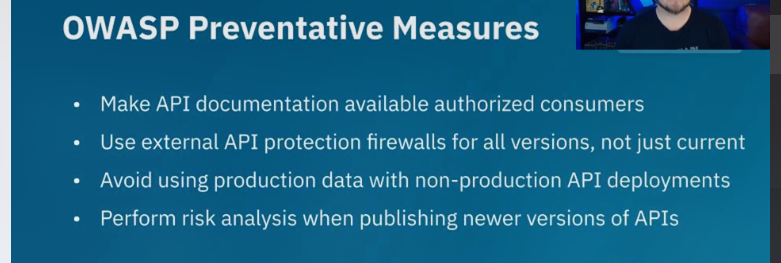 OWASP Preventative Measures
• Make API documentation available authorized consumers
• Use external API protection firewalls for all versions, not just current
• Avoid using production data with non-production API deployments
• Perform risk analysis when publishing newer versions of APIs